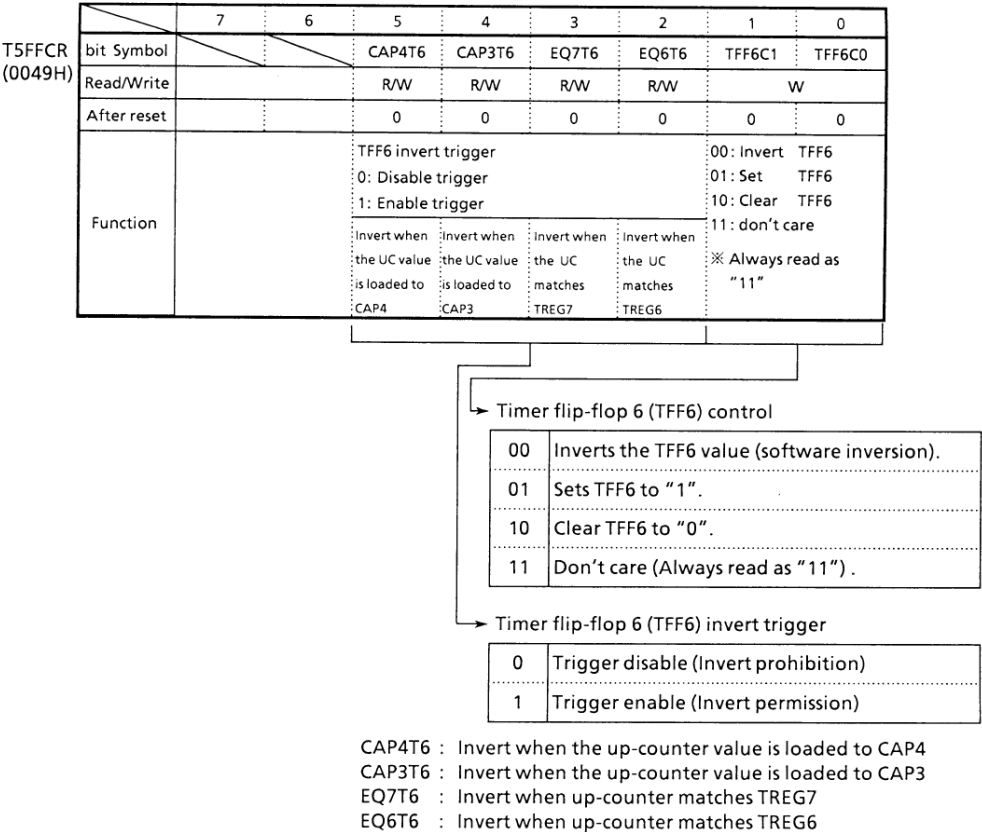 7 6 5 4 3 2 1 0
T5FFCR
(0049H)
bit Symbol CAP4T6 CAP3T6 EQ7T6 EQ6T6 TFF6C1 TFF6C0
Read/Write R/W R/W R/W R/W W
After reset 0 0 0 0 0 0
Function
TFF6 invert trigger
0: Disable trigger
1: Enable trigger
Invert when
the UC value
is loaded to
CAP4
Invert when
the UC value
is loaded to
CAP3
Invert when
the UC
matches
TREG7
Invert when
the UC
matches
TREG6
00: Invert TFF6
01: Set TFF6
10: Clear TFF6
11: don't care
※ Always read as
"11"
Timer flip-flop 6 (TFF6) control
00 Inverts the TFF6 value (software inversion).
01 Sets TFF6 to "1".
10 Clear TFF6 to "0".
11 Don't care (Always read as "11").
Timer flip-flop 6 (TFF6) invert trigger
0 Trigger disable (Invert prohibition)
1 Trigger enable (Invert permission)
CAP4T6 : Invert when the up-counter value is loaded to CAP4
CAP3T6 : Invert when the up-counter value is loaded to CAP3
EQ7T6 : Invert when up-counter matches TREG7
EQ6T6 : Invert when up-counter matches TREG6